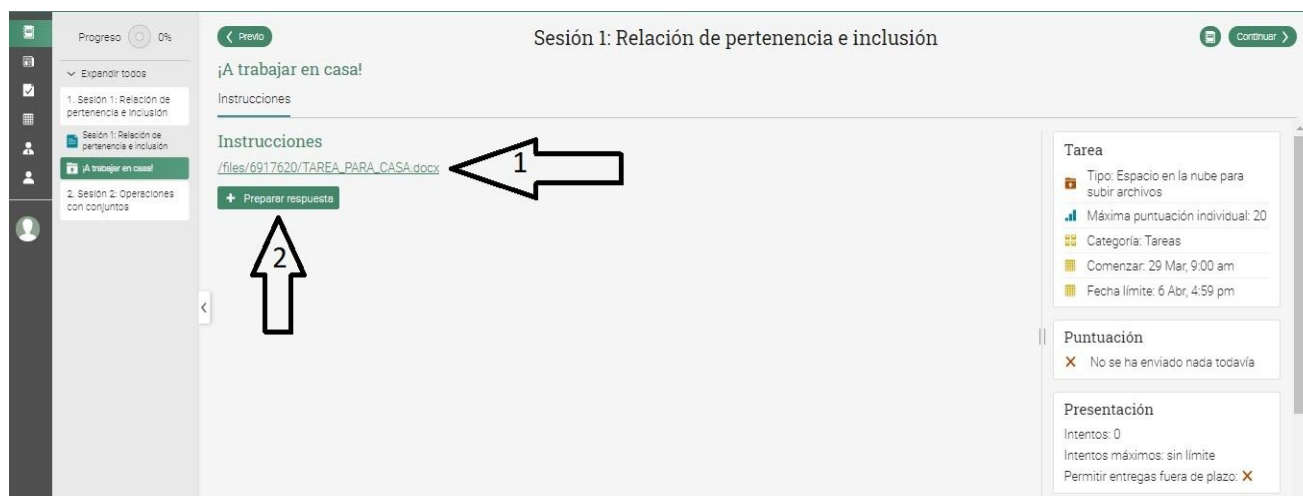 Progreso 0%
Expandir todos
1. Sesión 1: Relación de
pertenencia e inclusión
Sesión 1: Relación de
pertenencia e inclusión
¡A trabajar en casa!
2. Sesión 2: Operaciones
con conjuntos
Previo
Sesión 1: Relación de pertenencia e inclusión
Continuar
¡A trabajar en casa!
Instrucciones
Instrucciones
/files/6917620/TAREA_PARA_CASA.docx
1
+ Preparar respuesta
2
Tarea
Tipo: Espacio en la nube para
subir archivos
Máxima puntuación individual: 20
Categoría: Tareas
Comenzar: 29 Mar, 9:00 am
Fecha límite: 6 Abr, 4:59 pm
Puntuación
No se ha enviado nada todavía
Presentación
Intentos: 0
Intentos máximos: sin límite
Permitir entregas fuera de plazo: